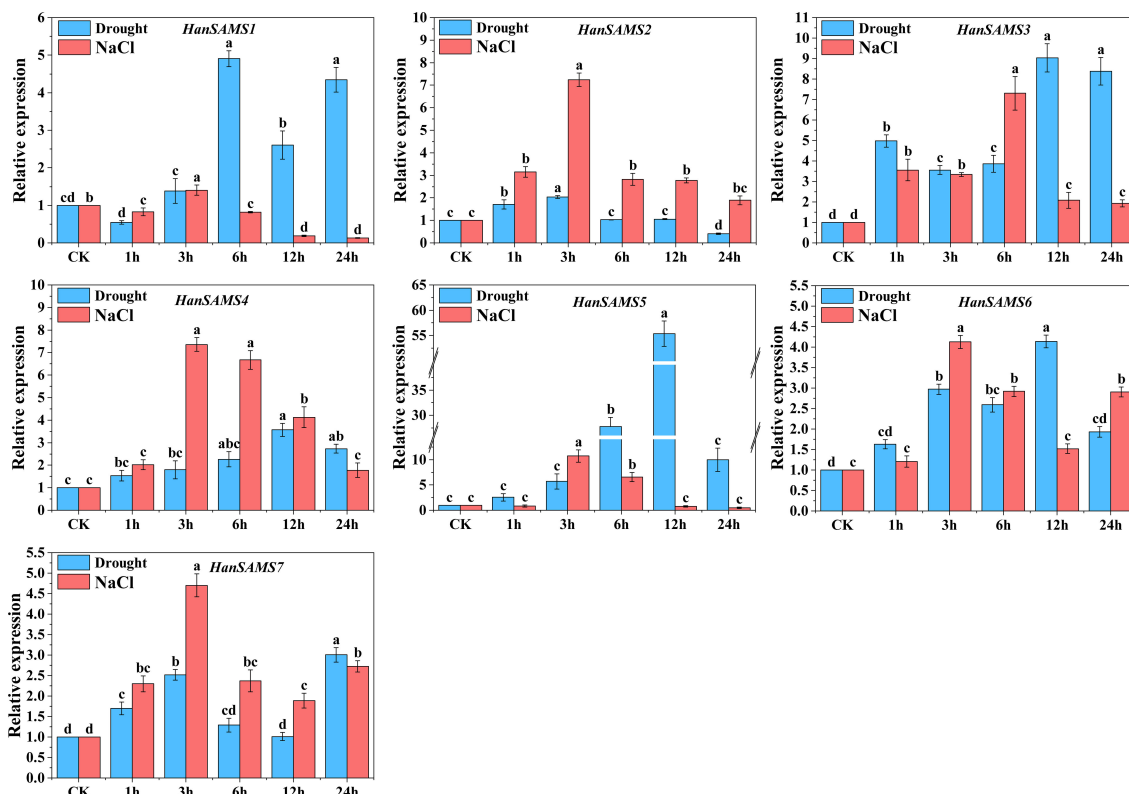 HanSAMS1
Drought
NaCl
Relative expression
6
5
4
3
2
1
0
cd b d c c a a c b d a d
CK 1h 3h 6h 12h 24h
HanSAMS2
Drought
NaCl
Relative expression
10
9
8
7
6
5
4
3
2
1
0
c c b b a a c b c b d bc
CK 1h 3h 6h 12h 24h
HanSAMS3
Drought
NaCl
Relative expression
11
10
9
8
7
6
5
4
3
2
1
0
d d b b c b c a a c a c
CK 1h 3h 6h 12h 24h
HanSAMS4
Drought
NaCl
Relative expression
10
9
8
7
6
5
4
3
2
1
0
c c bc c bc a abc a a b ab c
CK 1h 3h 6h 12h 24h
HanSAMS5
Drought
NaCl
Relative expression
65
60
55
35
30
10
5
0
c c c c c a b b a c c c
CK 1h 3h 6h 12h 24h
HanSAMS6
Drought
NaCl
Relative expression
5.5
5.0
4.5
4.0
3.5
3.0
2.5
2.0
1.5
1.0
0.5
0.0
d c cd c b a bc b a c cd b
CK 1h 3h 6h 12h 24h
HanSAMS7
Drought
NaCl
Relative expression
5.5
5.0
4.5
4.0
3.5
3.0
2.5
2.0
1.5
1.0
0.5
0.0
d d c bc b a cd bc d c a b
CK 1h 3h 6h 12h 24h